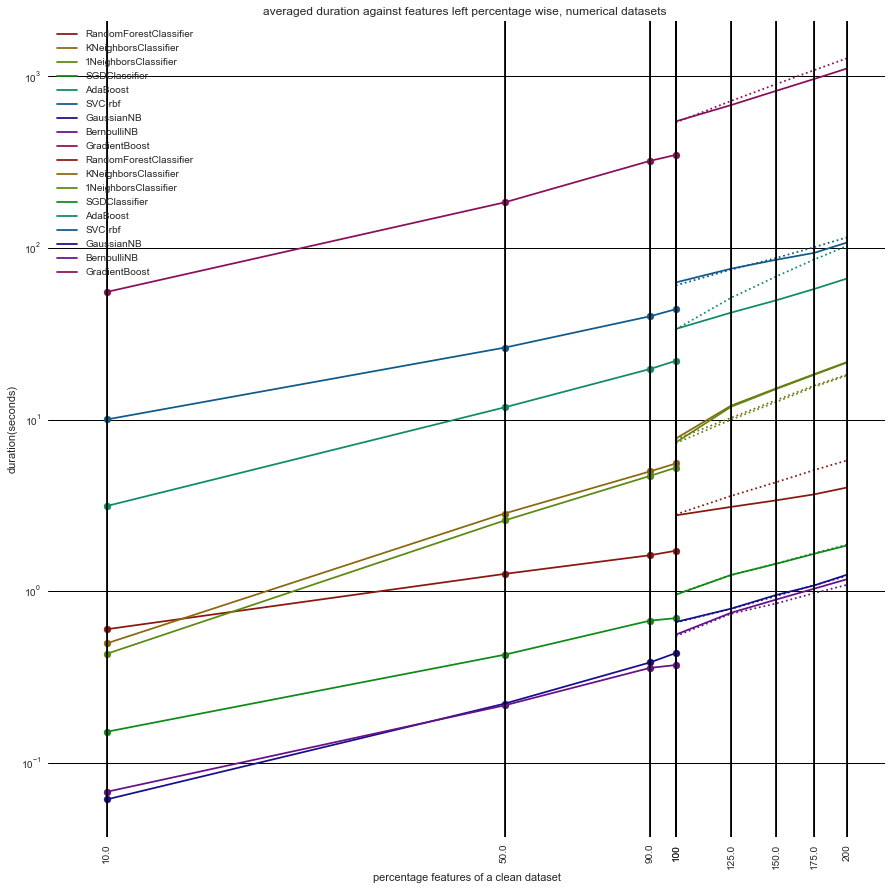 averaged duration against features left percentage wise, numerical datasets
RandomForestClassifier
KNeighborsClassifier
1NeighborsClassifier
SGDClassifier
AdaBoost
SVC-rbf
GaussianNB
BernoulliNB
GradientBoost
RandomForestClassifier
KNeighborsClassifier
1NeighborsClassifier
SGDClassifier
AdaBoost
SVC-rbf
GaussianNB
BernoulliNB
GradientBoost
duration(seconds)
10³
10²
10¹
10⁰
10⁻¹
10.0 50.0 90.0 100 125.0 150.0 175.0 200
percentage features of a clean dataset